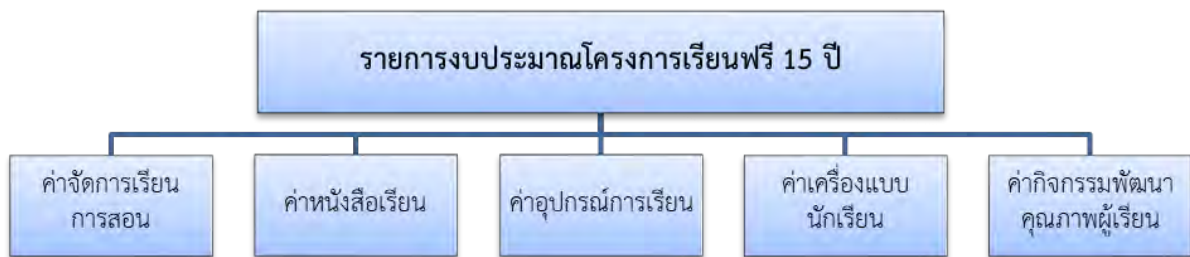 รายการงบประมาณโครงการเรียนฟรี 15 ปี
ค่าจัดการเรียน
การสอน
ค่าหนังสือเรียน
ค่าอุปกรณ์การเรียน
ค่าเครื่องแบบ
นักเรียน
ค่ากิจกรรมพัฒนา
คุณภาพผู้เรียน